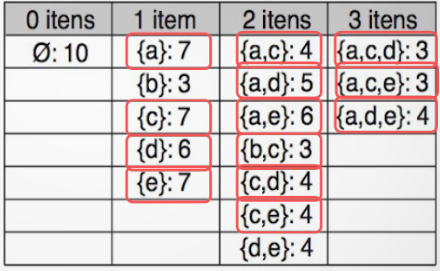 0 itens 1 item 2 itens 3 itens
Ø: 10 {a}: 7 {a,c}: 4 {a,c,d}: 3
{b}: 3 {a,d}: 5 {a,c,e}: 3
{c}: 7 {a,e}: 6 {a,d,e}: 4
{d}: 6 {b,c}: 3
{e}: 7 {c,d}: 4
{c,e}: 4
{d,e}: 4